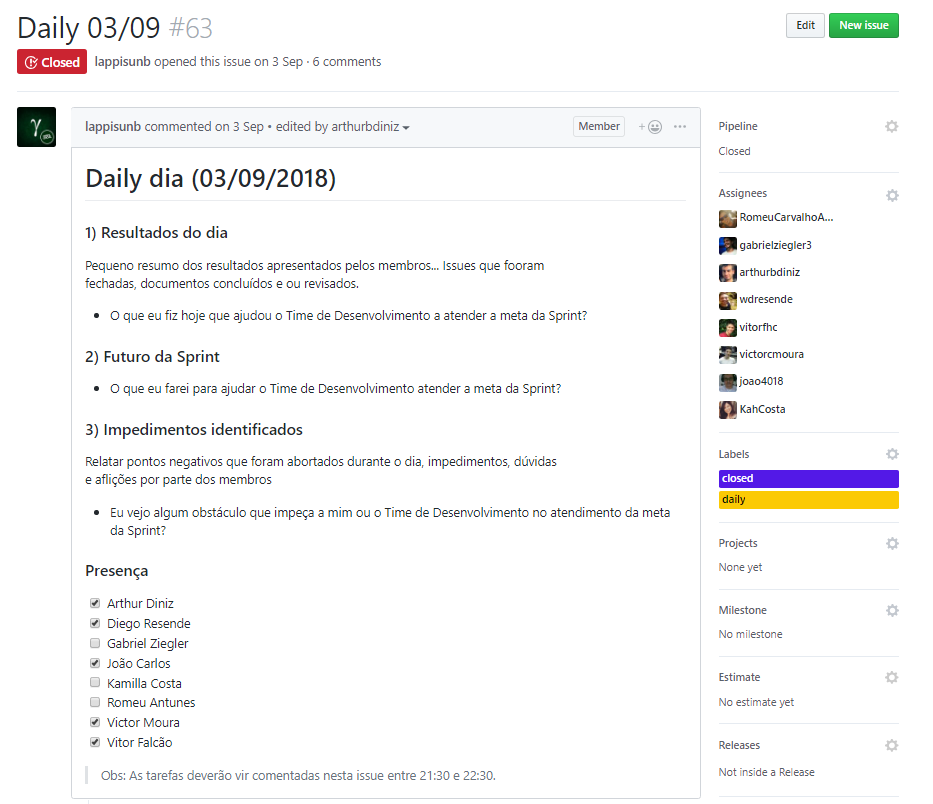 Daily 03/09 #63
Edit
New issue
Closed
lappisunb opened this issue on 3 Sep · 6 comments
lappisunb commented on 3 Sep • edited by arthurbdiniz
Member
Daily dia (03/09/2018)
1) Resultados do dia
Pequeno resumo dos resultados apresentados pelos membros... Issues que fooram
fechadas, documentos concluídos e ou revisados.
• O que eu fiz hoje que ajudou o Time de Desenvolvimento a atender a meta da Sprint?
2) Futuro da Sprint
• O que eu farei para ajudar o Time de Desenvolvimento atender a meta da Sprint?
3) Impedimentos identificados
Relatar pontos negativos que foram abortados durante o dia, impedimentos, dúvidas
e aflições por parte dos membros
• Eu vejo algum obstáculo que impeça a mim ou o Time de Desenvolvimento no atendimento da meta
da Sprint?
Presença
Arthur Diniz
Diego Resende
Gabriel Ziegler
João Carlos
Kamilla Costa
Romeu Antunes
Victor Moura
Vitor Falcão
Obs: As tarefas deverão vir comentadas nesta issue entre 21:30 e 22:30.
Pipeline
Closed
Assignees
RomeuCarvalhoA...
gabrielziegler3
arthurbdiniz
wdresende
vitorfhc
victorcmoura
joao4018
KahCosta
Labels
closed
daily
Projects
None yet
Milestone
No milestone
Estimate
No estimate yet
Releases
Not inside a Release